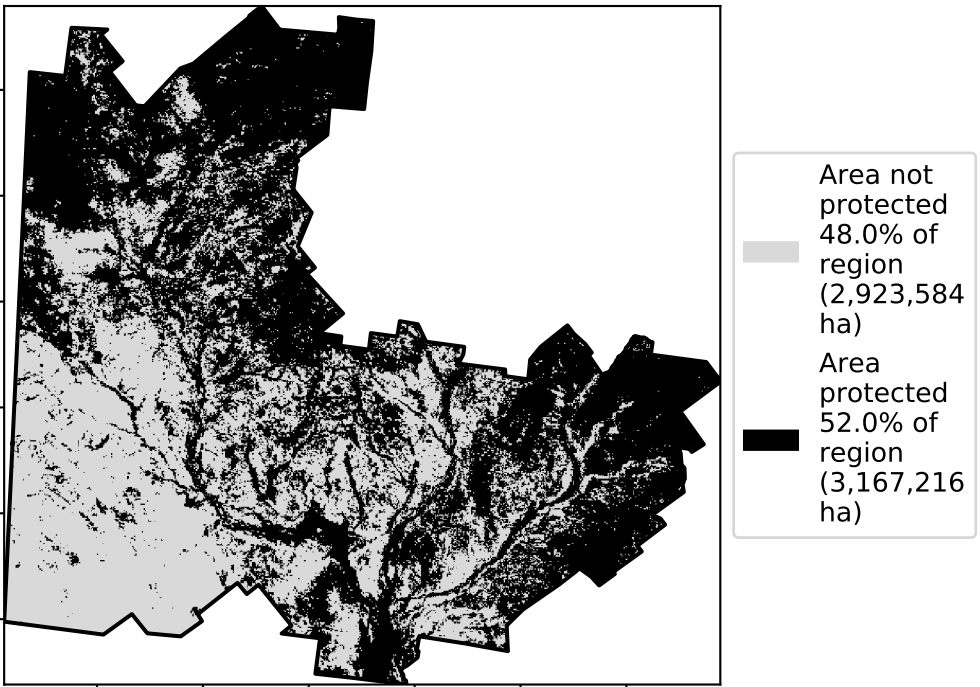 Area not
protected
48.0% of
region
(2,923,584
ha)
Area
protected
52.0% of
region
(3,167,216
ha)